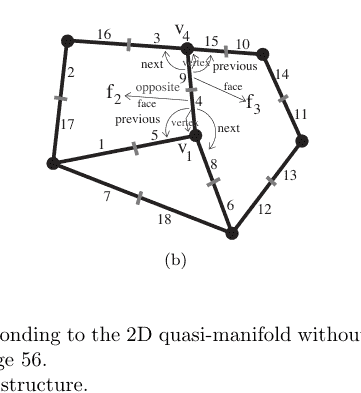 v4
16 3 15 10
next vertex previous
2 9 14
opposite face
f2 f3
face 4
17 previous vertex next 11
1 5 v1
8 13
7 6 12
18
(b)
onding to the 2D quasi-manifold withou
ge 56.
structure.